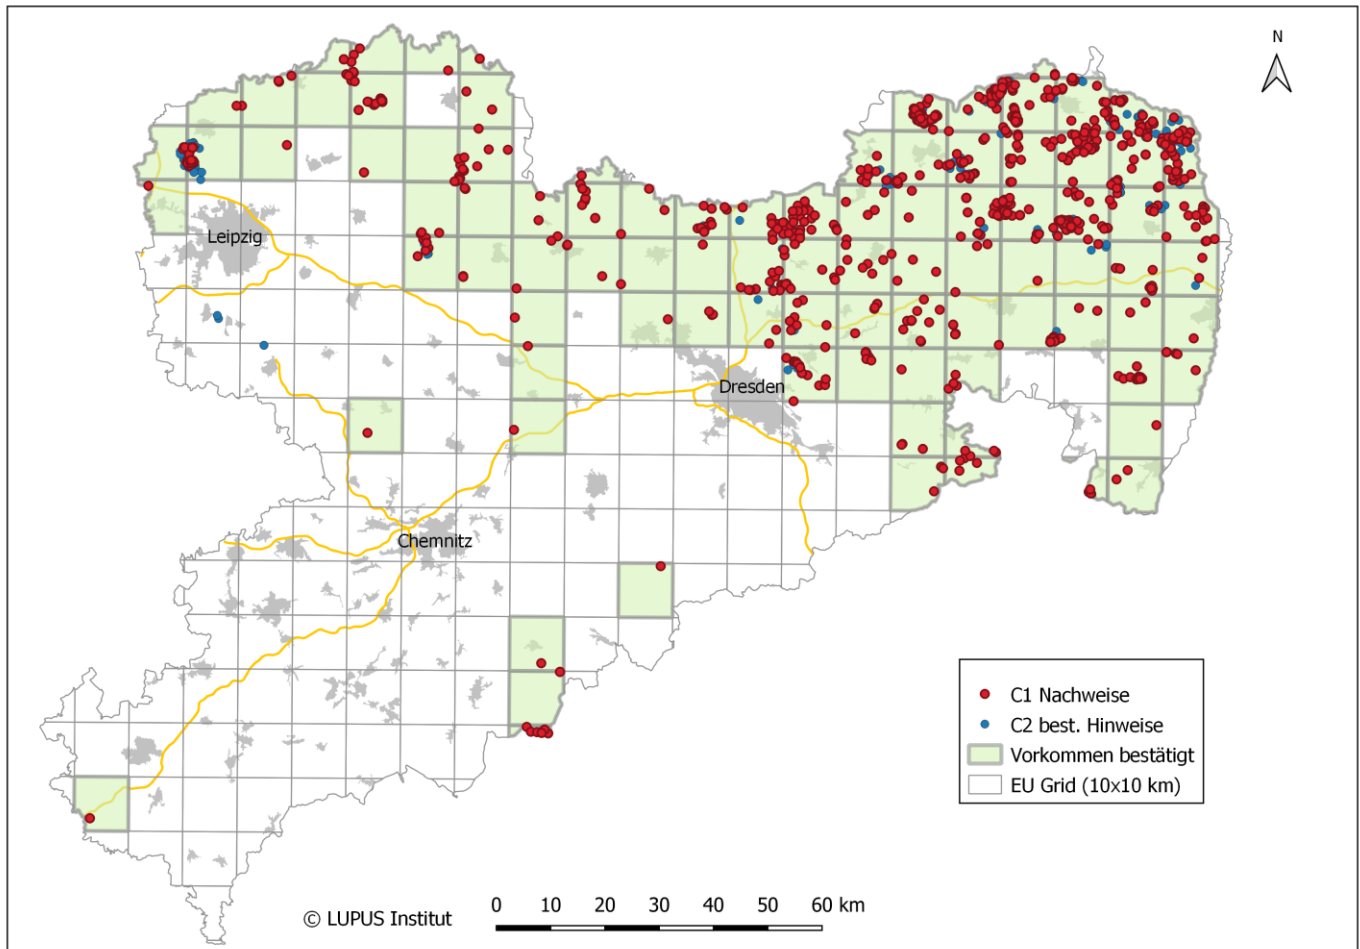 N
Leipzig
Dresden
Chemnitz
C1 Nachweise
C2 best. Hinweise
Vorkommen bestätigt
EU Grid (10x10 km)
© LUPUS Institut
0 10 20 30 40 50 60 km